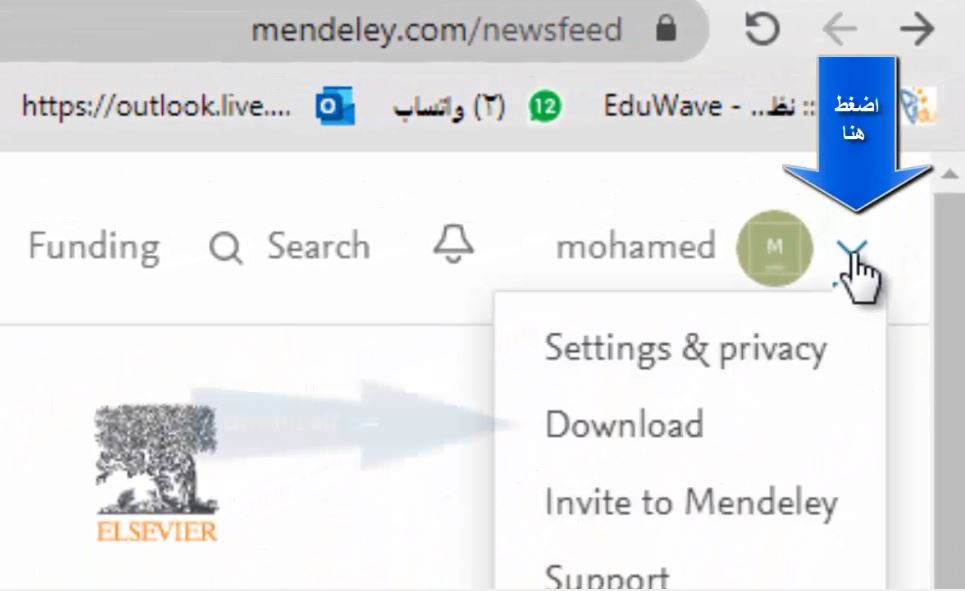 mendeley.com/newsfeed
https://outlook.live....
(٢) واتساب
12
EduWave - نظـ.. ::
اضغط
هنا
Funding
Search
mohamed
M
Settings & privacy
Download
Invite to Mendeley
Support
ELSEVIER